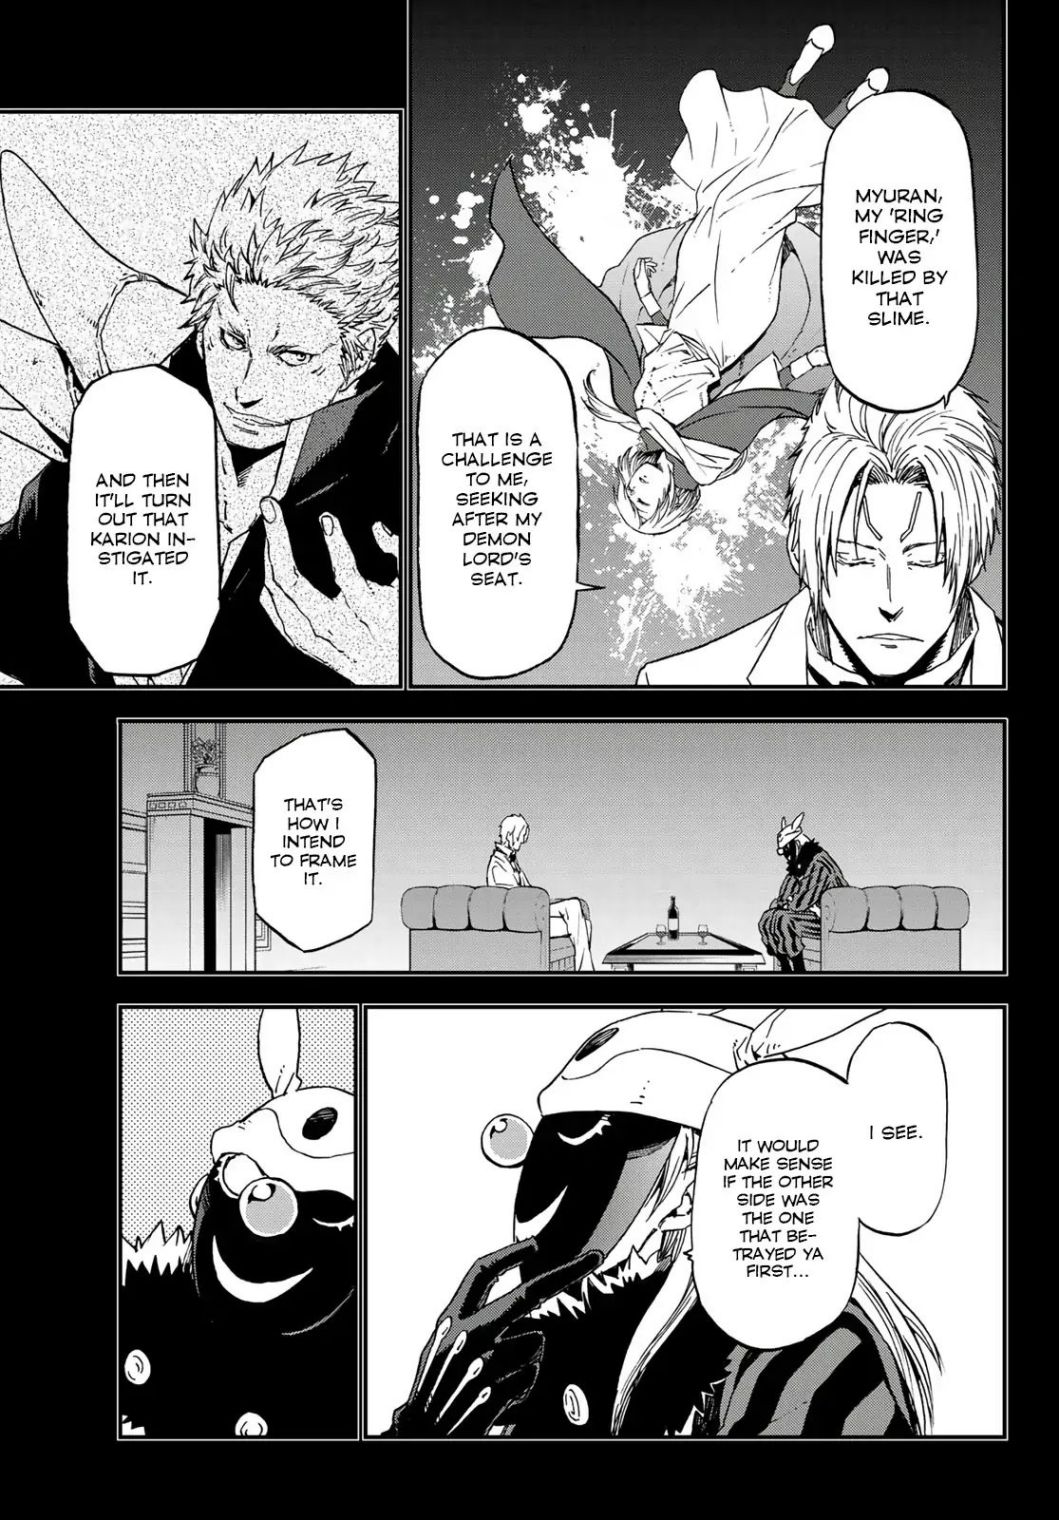 MYURAN,
MY 'RING
FINGER,'
WAS
KILLED BY
THAT
SLIME.
THAT IS A
CHALLENGE
TO ME,
SEEKING
AFTER MY
DEMON
LORD'S
SEAT.
AND THEN
IT'LL TURN
OUT THAT
KARION IN-
STIGATED
IT.
THAT'S
HOW I
INTEND
TO FRAME
IT.
I SEE.
IT WOULD
MAKE SENSE
IF THE OTHER
SIDE WAS
THE ONE
THAT BE-
TRAYED YA
FIRST...